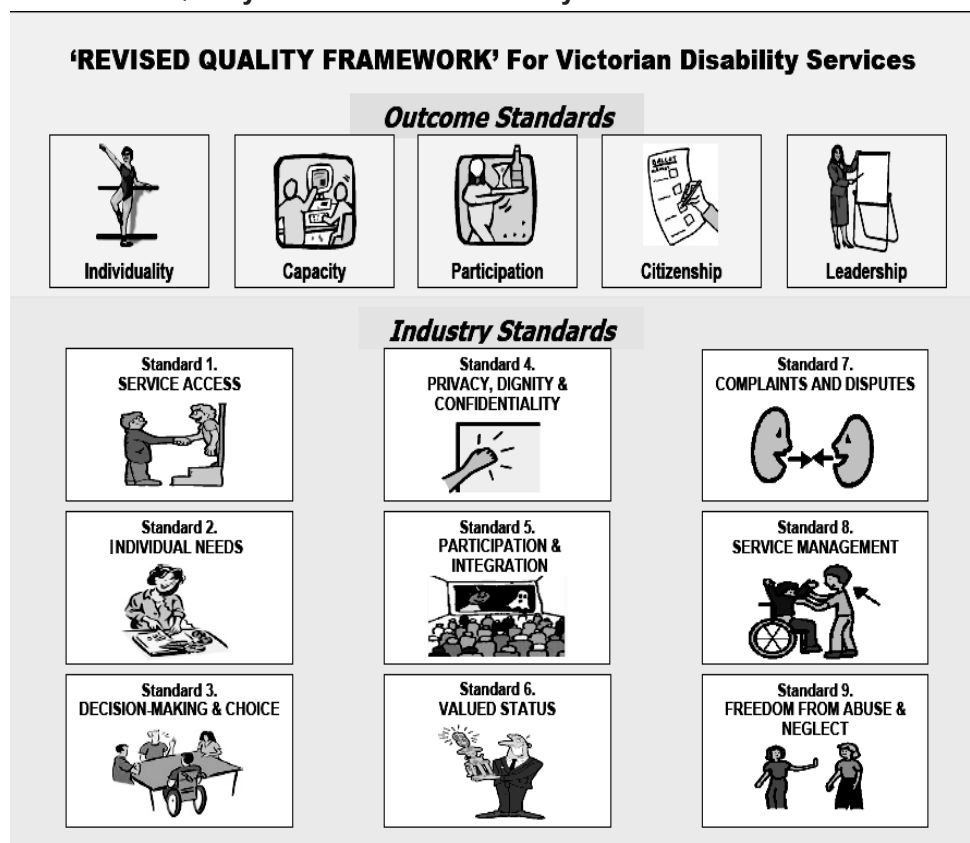 'REVISED QUALITY FRAMEWORK' For Victorian Disability Services
Outcome Standards
Individuality
Capacity
Participation
Citizenship
Leadership
Industry Standards
Standard 1.
SERVICE ACCESS
Standard 4.
PRIVACY, DIGNITY &
CONFIDENTIALITY
Standard 7.
COMPLAINTS AND DISPUTES
Standard 2.
INDIVIDUAL NEEDS
Standard 5.
PARTICIPATION &
INTEGRATION
Standard 8.
SERVICE MANAGEMENT
Standard 3.
DECISION-MAKING & CHOICE
Standard 6.
VALUED STATUS
Standard 9.
FREEDOM FROM ABUSE &
NEGLECT